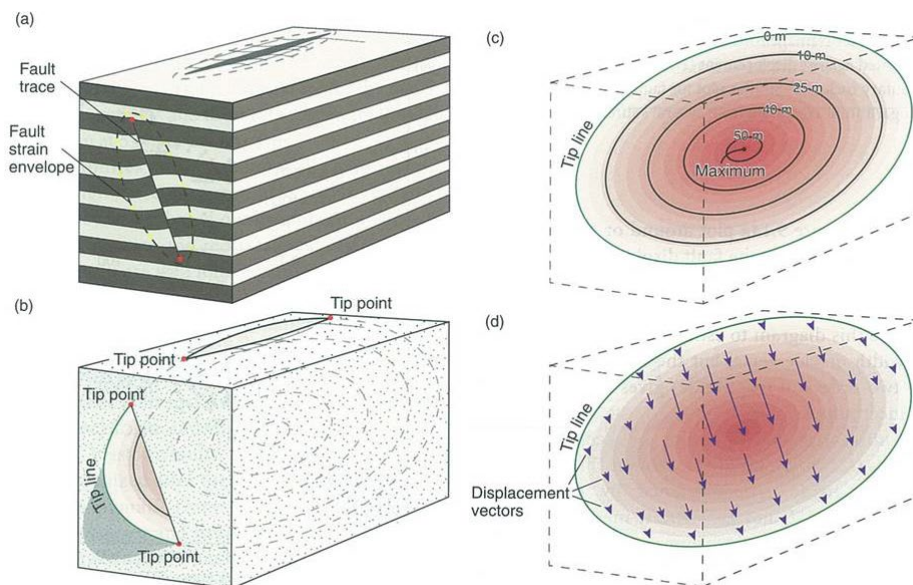 (a)
Fault
trace
Fault
strain
envelope
(b)
Tip point
Tip point
Tip point
Tip line
Tip point
(c)
0 m
10 m
25 m
40 m
50 m
Maximum
Tip line
(d)
Tip line
Displacement
vectors